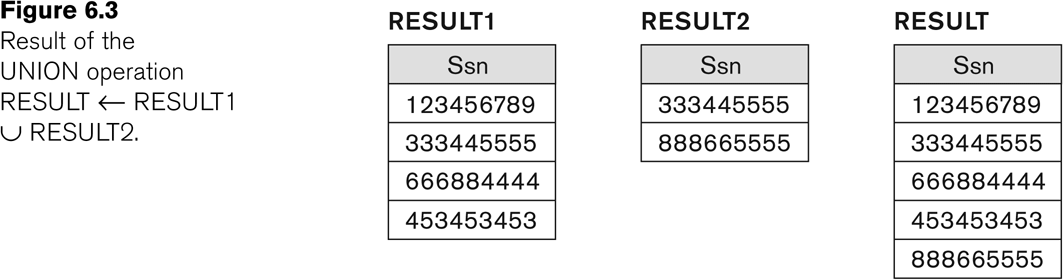 Figure 6.3
Result of the
UNION operation
RESULT ← RESULT1
∪ RESULT2.
RESULT1
Ssn
123456789
333445555
666884444
453453453
RESULT2
Ssn
333445555
888665555
RESULT
Ssn
123456789
333445555
666884444
453453453
888665555